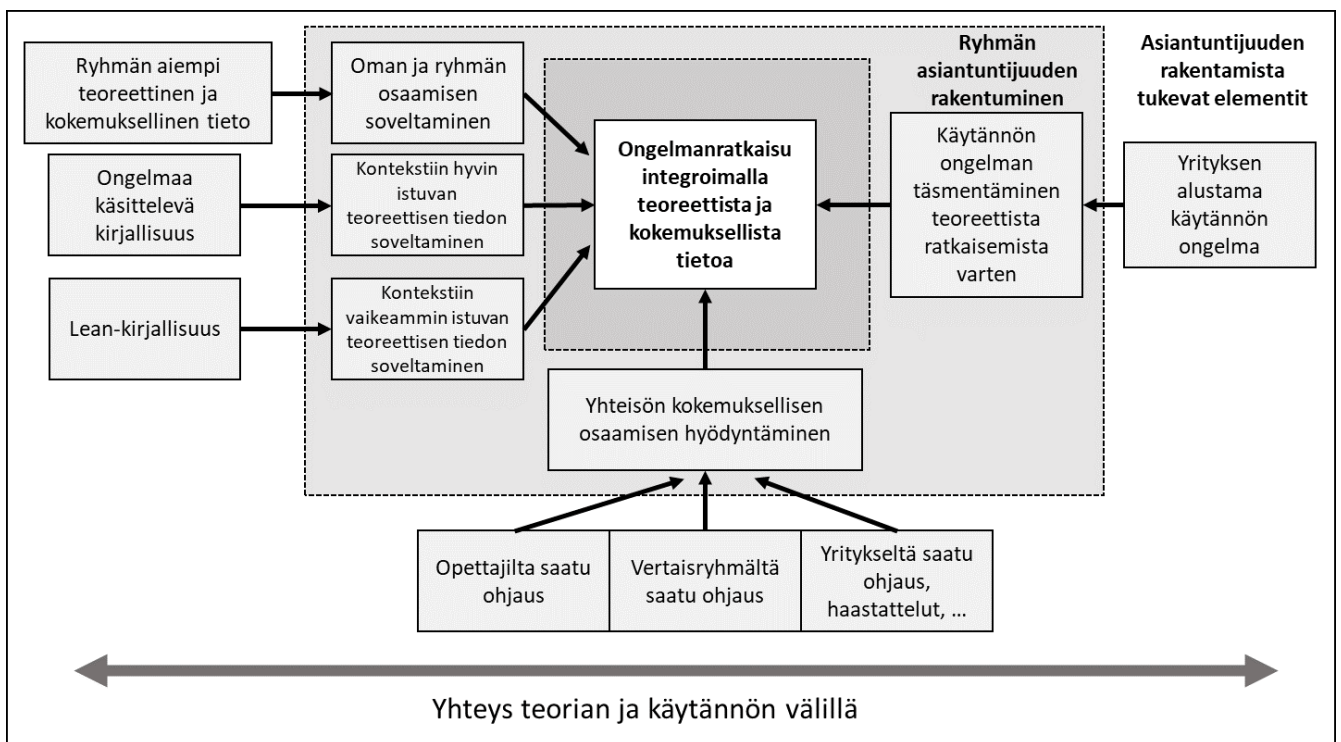 Ryhmän aiempi
teoreettinen ja
kokemuksellinen tieto
Ongelmaa
käsittelevä
kirjallisuus
Lean-kirjallisuus
Oman ja ryhmän
osaamisen
soveltaminen
Kontekstiin hyvin
istuvan
teoreettisen tiedon
soveltaminen
Kontekstiin
vaikeammin istuvan
teoreettisen tiedon
soveltaminen
Ongelmanratkaisu
integroimalla
teoreettista ja
kokemuksellista
tietoa
Ryhmän
asiantuntijuuden
rakentuminen
Käytännön
ongelman
täsmentäminen
teoreettista
ratkaisemista
varten
Asiantuntijuuden
rakentamista
tukevat elementit
Yrityksen
alustama
käytännön
ongelma
Yhteisön kokemuksellisen
osaamisen hyödyntäminen
Opettajilta saatu
ohjaus
Vertaisryhmältä
saatu ohjaus
Yritykseltä saatu
ohjaus,
haastattelut, …
Yhteys teorian ja käytännön välillä